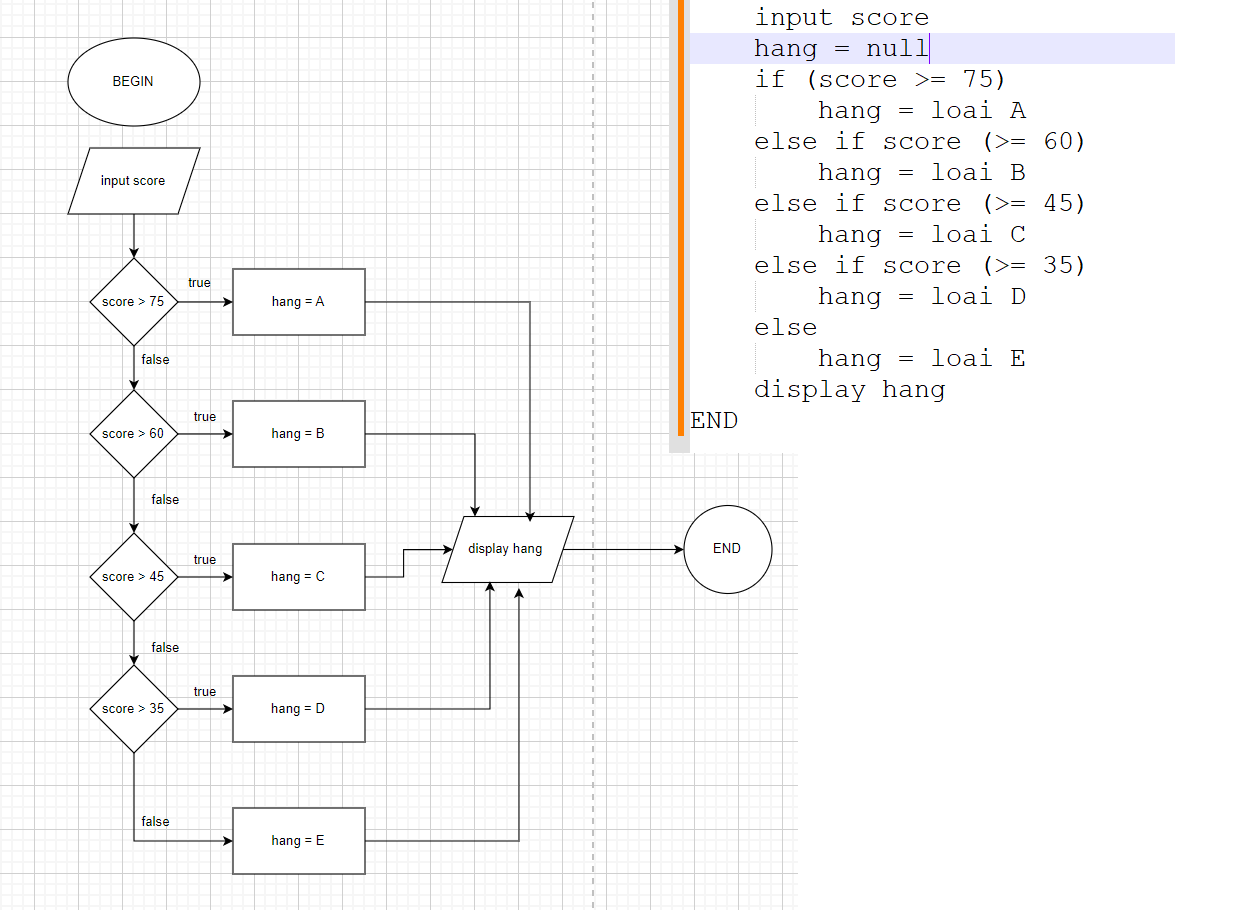 BEGIN
input score
score > 75
true
hang = A
false
score > 60
true
hang = B
false
score > 45
true
hang = C
false
score > 35
true
hang = D
false
hang = E
display hang
END
input score
hang = null
if (score >= 75)
hang = loai A
else if score (>= 60)
hang = loai B
else if score (>= 45)
hang = loai C
else if score (>= 35)
hang = loai D
else
hang = loai E
display hang
END